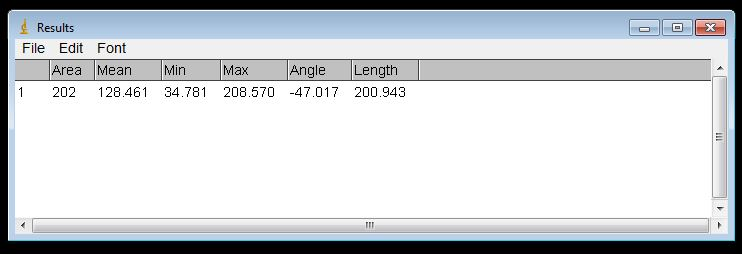 Results
File Edit Font
Area Mean Min Max Angle Length
1 202 128.461 34.781 208.570 -47.017 200.943